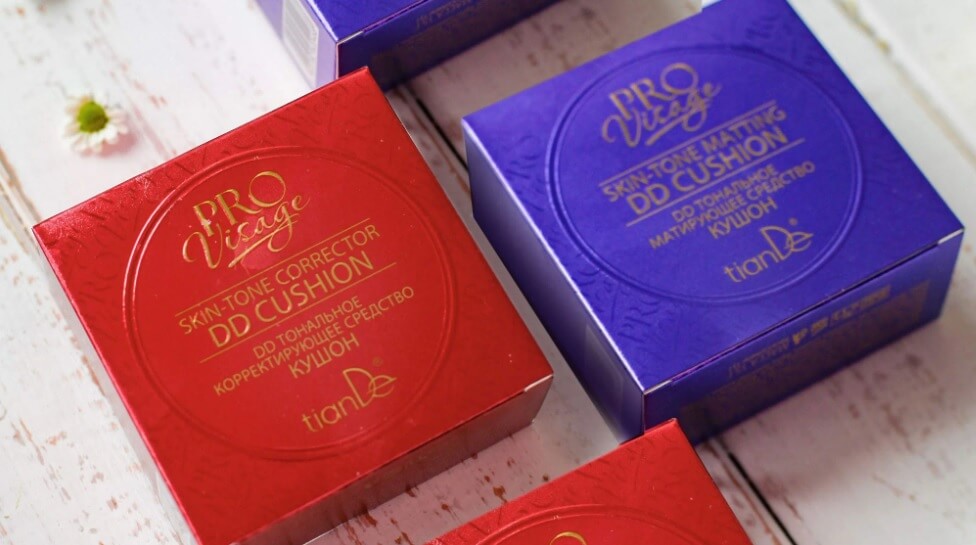 PRO
Visage
SKIN-TONE CORRECTOR
DD CUSHION
DD ТОНАЛЬНОЕ
КОРРЕКТИРУЮЩЕЕ СРЕДСТВО
КУШОН
tianDe®
PRO
Visage
SKIN-TONE MATTING
DD CUSHION
DD ТОНАЛЬНОЕ
МАТИРУЮЩЕЕ СРЕДСТВО
КУШОН
tianDe®